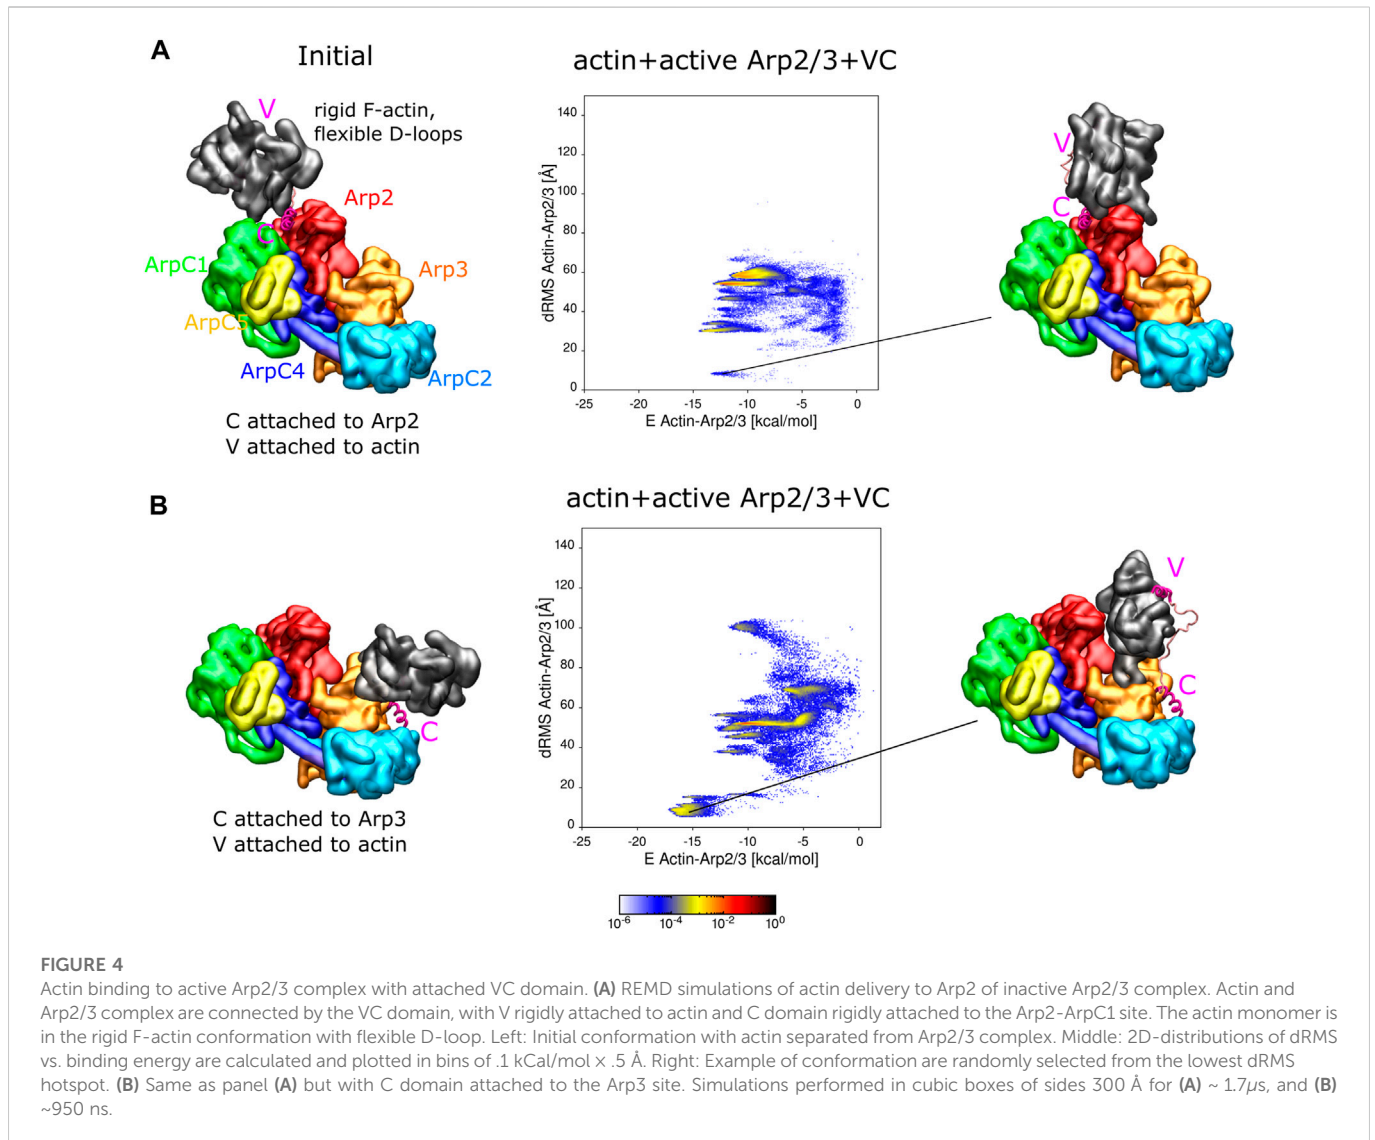 A
Initial
actin+active Arp2/3+VC
V
rigid F-actin,
flexible D-loops
Arp2
C
ArpC1
Arp3
ArpC5
ArpC4
ArpC2
C attached to Arp2
V attached to actin
dRMS Actin-Arp2/3 [Å]
140
120
100
80
60
40
20
0
-25 -20 -15 -10 -5 0
E Actin-Arp2/3 [kcal/mol]
V
C
B
actin+active Arp2/3+VC
C
C attached to Arp3
V attached to actin
dRMS Actin-Arp2/3 [Å]
140
120
100
80
60
40
20
0
-25 -20 -15 -10 -5 0
E Actin-Arp2/3 [kcal/mol]
V
C
10^-6 10^-4 10^-2 10^0
FIGURE 4
Actin binding to active Arp2/3 complex with attached VC domain. (A) REMD simulations of actin delivery to Arp2 of inactive Arp2/3 complex. Actin and
Arp2/3 complex are connected by the VC domain, with V rigidly attached to actin and C domain rigidly attached to the Arp2-ArpC1 site. The actin monomer is
in the rigid F-actin conformation with flexible D-loop. Left: Initial conformation with actin separated from Arp2/3 complex. Middle: 2D-distributions of dRMS
vs. binding energy are calculated and plotted in bins of .1 kCal/mol × .5 Å. Right: Example of conformation are randomly selected from the lowest dRMS
hotspot. (B) Same as panel (A) but with C domain attached to the Arp3 site. Simulations performed in cubic boxes of sides 300 Å for (A) ~ 1.7μs, and (B)
~950 ns.